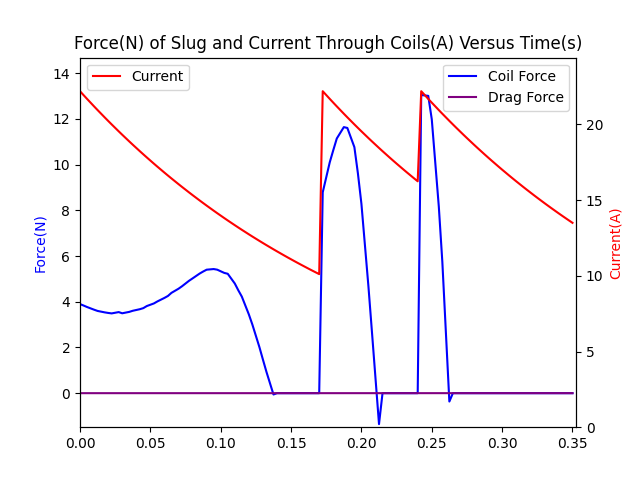 Force(N) of Slug and Current Through Coils(A) Versus Time(s)
Current
Coil Force
Drag Force
Force(N)
14
12
10
8
6
4
2
0
Current(A)
20
15
10
5
0
0.00 0.05 0.10 0.15 0.20 0.25 0.30 0.35